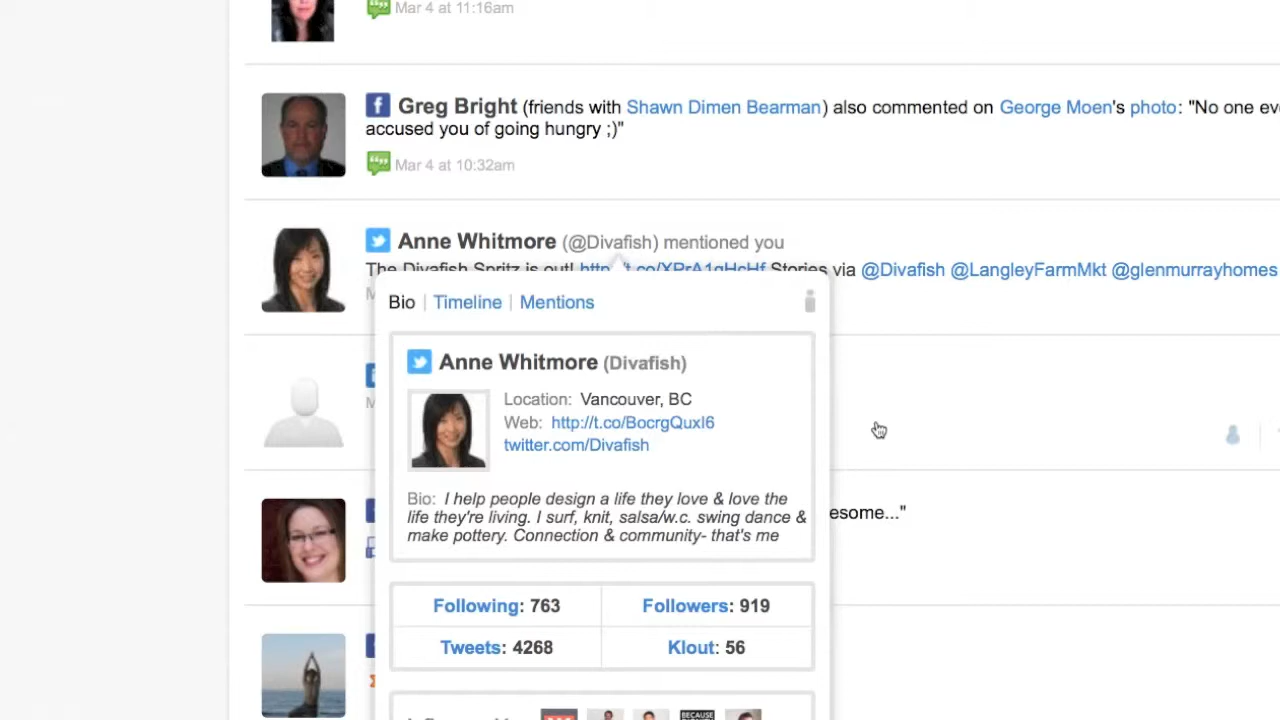 Mar 4 at 11:16am
Greg Bright (friends with Shawn Dimen Bearman) also commented on George Moen's photo: "No one
accused you of going hungry ;)"
Mar 4 at 10:32am
Anne Whitmore (@Divafish) mentioned you
The Divafish Spritz is out! Stories via @Divafish @LangleyFarmMkt @glenmurrayhomes
Bio | Timeline | Mentions
Anne Whitmore (Divafish)
Location: Vancouver, BC
Web: http://t.co/BocrgQuxl6
twitter.com/Divafish
Bio: I help people design a life they love & love the
life they're living. I surf, knit, salsa/w.c. swing dance &
make pottery. Connection & community- that's me
esome..."
Following: 763
Followers: 919
Tweets: 4268
Klout: 56
BECAUSE